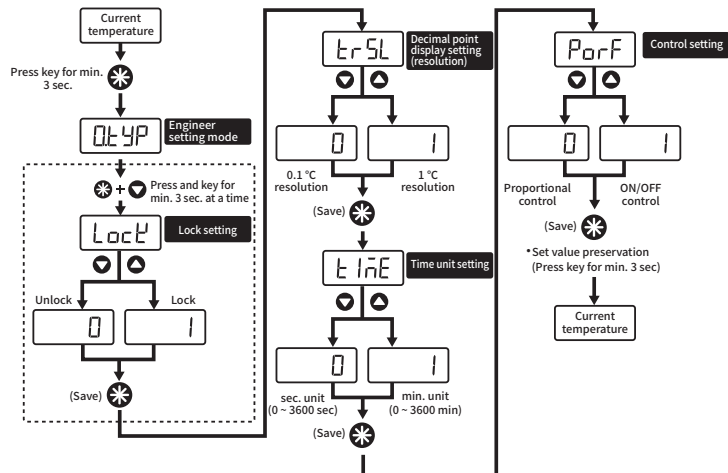 Current
temperature
Press key for min.
3 sec.
0.tYP
Engineer
setting mode
+
Press and key for
min. 3 sec. at a time
LocK
Lock setting
Unlock
Lock
0
1
(Save)
trSL
Decimal point
display setting
(resolution)
0
1
0.1 °C
resolution
1 °C
resolution
(Save)
tImE
Time unit setting
0
1
sec. unit
(0 ~ 3600 sec)
min. unit
(0 ~ 3600 min)
(Save)
PorF
Control setting
0
1
Proportional
control
ON/OFF
control
(Save)
•Set value preservation
(Press key for min. 3 sec)
Current
temperature